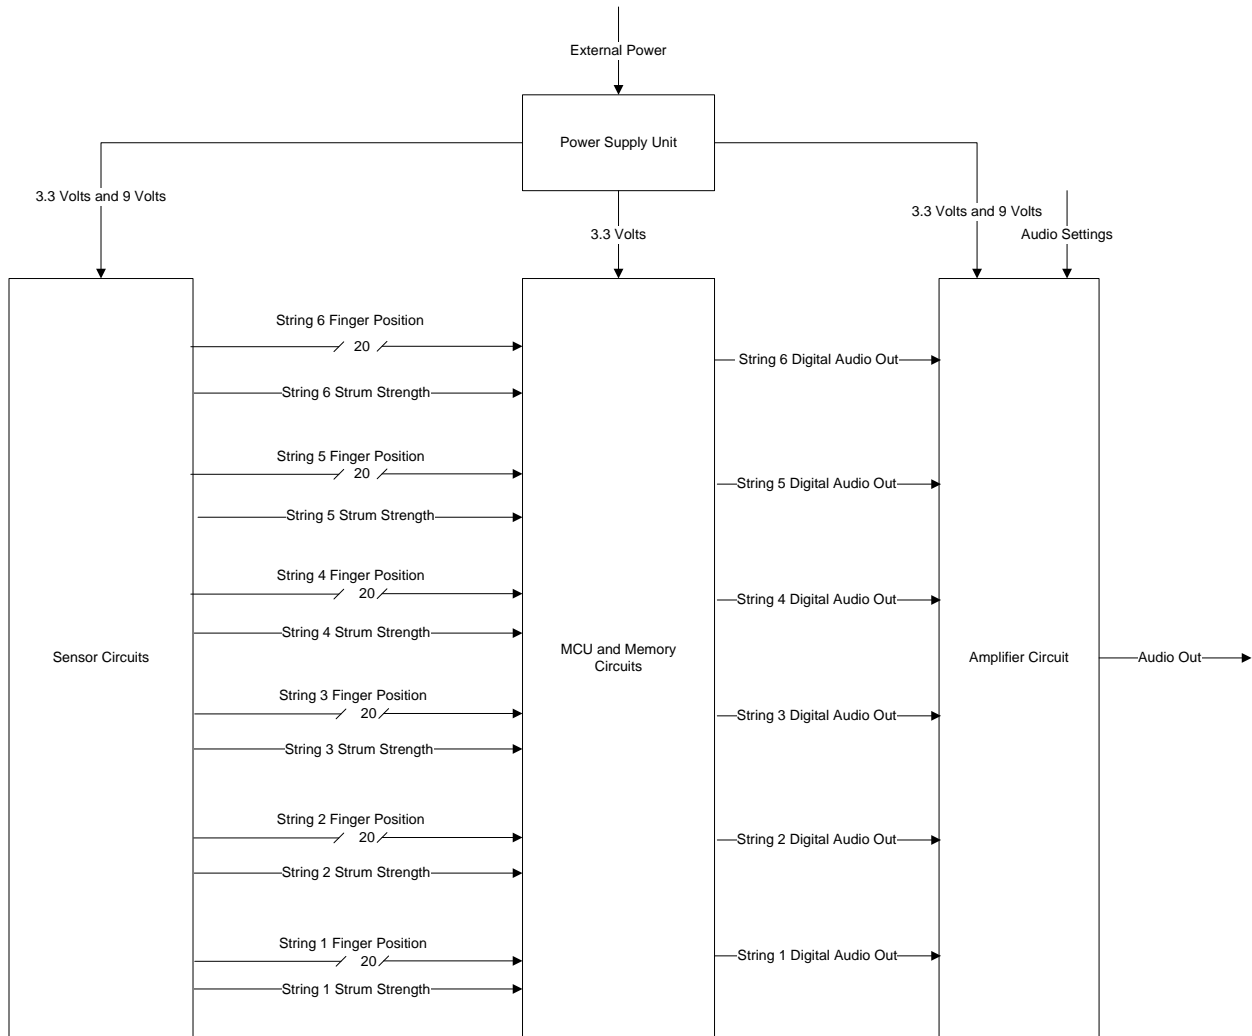 External Power
Power Supply Unit
3.3 Volts and 9 Volts
3.3 Volts
3.3 Volts and 9 Volts
Audio Settings
String 6 Finger Position
20
String 6 Strum Strength
String 5 Finger Position
20
String 5 Strum Strength
String 4 Finger Position
20
String 4 Strum Strength
String 3 Finger Position
20
String 3 Strum Strength
String 2 Finger Position
20
String 2 Strum Strength
String 1 Finger Position
20
String 1 Strum Strength
Sensor Circuits
MCU and Memory
Circuits
String 6 Digital Audio Out
String 5 Digital Audio Out
String 4 Digital Audio Out
String 3 Digital Audio Out
String 2 Digital Audio Out
String 1 Digital Audio Out
Amplifier Circuit
Audio Out